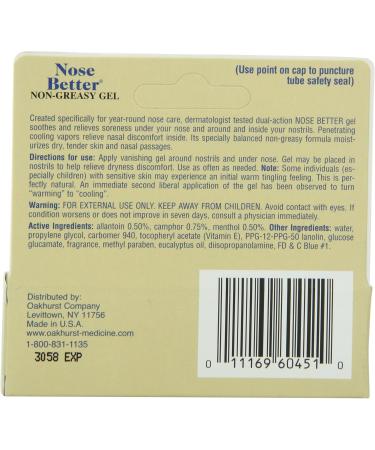 Nose
Better®
NON-GREASY GEL
(Use point on cap to puncture
tube safety seal)
Created specifically for year-round nose care, dermatologist tested dual-action NOSE BETTER gel
soothes and relieves soreness under your nose and around and inside your nostrils. Penetrating
cooling vapors relieve nasal discomfort inside. Its specially balanced non-greasy formula moist-
urizes dry, tender skin and nasal passages.
Directions for use: Apply vanishing gel around nostrils and under nose. Gel may be placed in
nostrils to help relieve dryness discomfort. Use as often as needed. Note: Some individuals (es-
pecially children) with sensitive skin may experience an initial warm tingling feeling. This is per-
fectly natural. An immediate second liberal application of the gel has been observed to turn
"warming" to "cooling".
Warning: FOR EXTERNAL USE ONLY. KEEP AWAY FROM CHILDREN. Avoid contact with eyes. If
condition worsens or does not improve in seven days, consult a physician immediately.
Active Ingredients: allantoin 0.50%, camphor 0.75%, menthol 0.50%. Other Ingredients: water,
propylene glycol, carbomer 940, tocopheryl acetate (Vitamin E), PPG-12-PPG-50 lanolin, glucose
glucamate, fragrance, methyl paraben, eucalyptus oil, diisopropanolamine, FD & C Blue #1.
Distributed by:
Oakhurst Company
Levittown, NY 11756
Made in U.S.A.
www.oakhurst-medicine.com
1-800-831-1135
3058 EXP
0 11169 60451 0